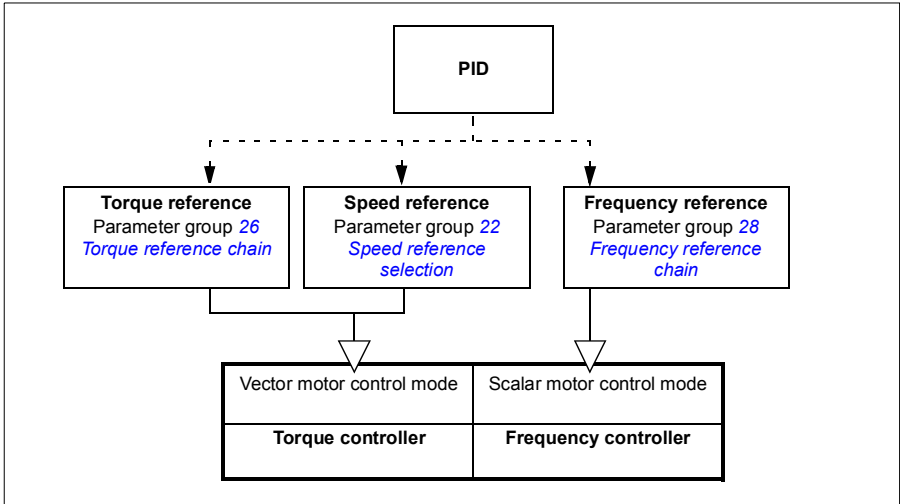 PID
Torque reference
Parameter group 26
Torque reference chain
Speed reference
Parameter group 22
Speed reference
selection
Frequency reference
Parameter group 28
Frequency reference
chain
Vector motor control mode
Scalar motor control mode
Torque controller
Frequency controller